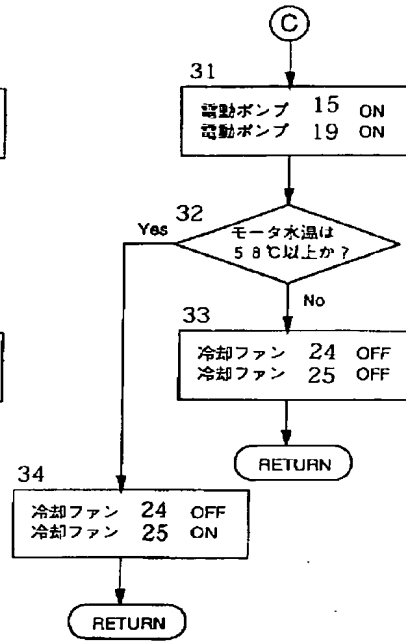 C
31
電動ポンプ 15 ON
電動ポンプ 19 ON
32
Yes
モータ水温は
58℃以上か?
No
33
冷却ファン 24 OFF
冷却ファン 25 OFF
RETURN
34
冷却ファン 24 OFF
冷却ファン 25 ON
RETURN